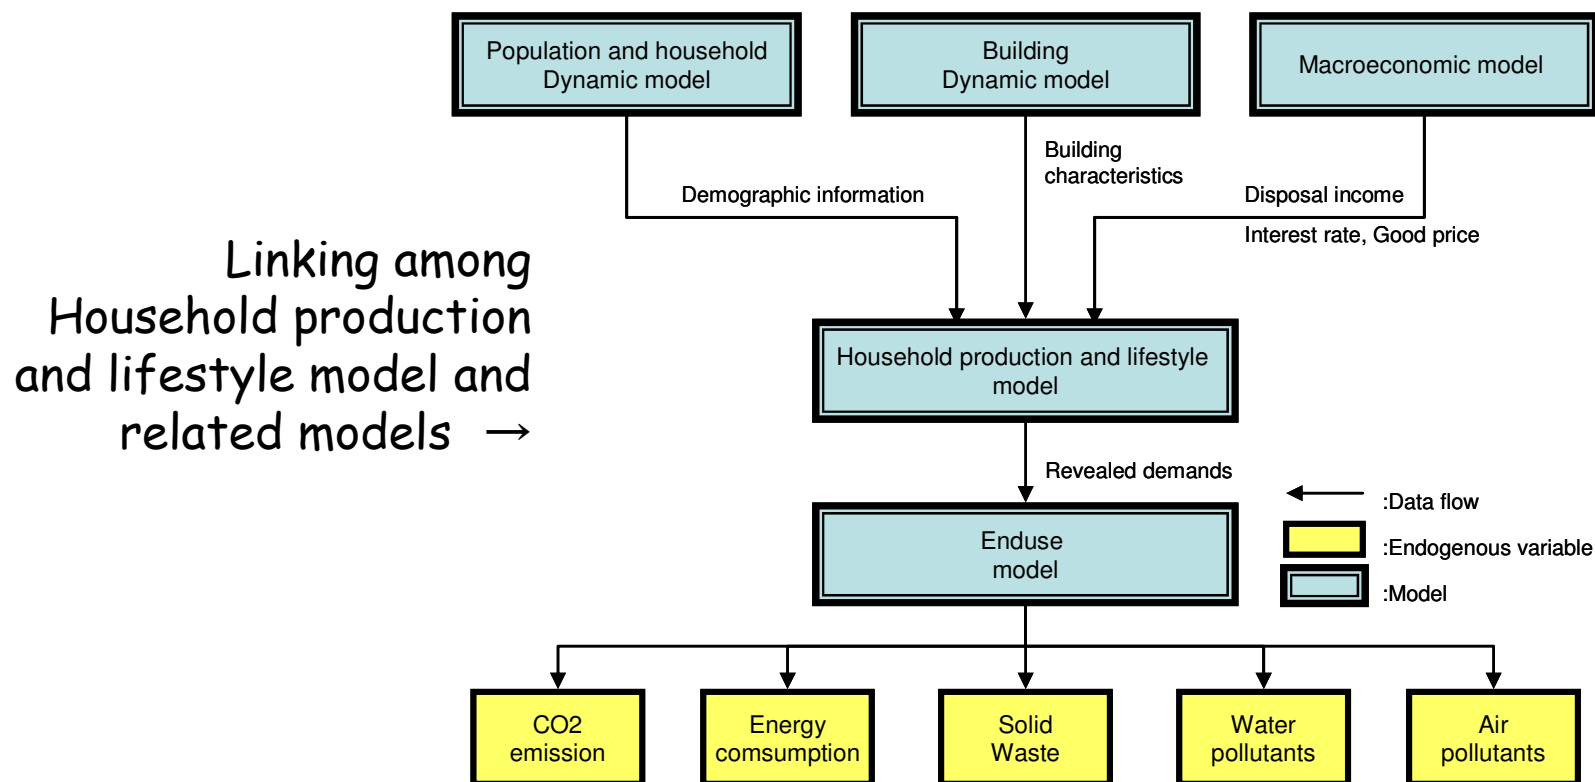 Population and household
Dynamic model
Building
Dynamic model
Macroeconomic model
Building
characteristics
Demographic information
Disposal income
Interest rate, Good price
Linking among
Household production
and lifestyle model and
related models →
Household production and lifestyle
model
Revealed demands
Enduse
model
:Data flow
:Endogenous variable
:Model
CO2
emission
Energy
comsumption
Solid
Waste
Water
pollutants
Air
pollutants